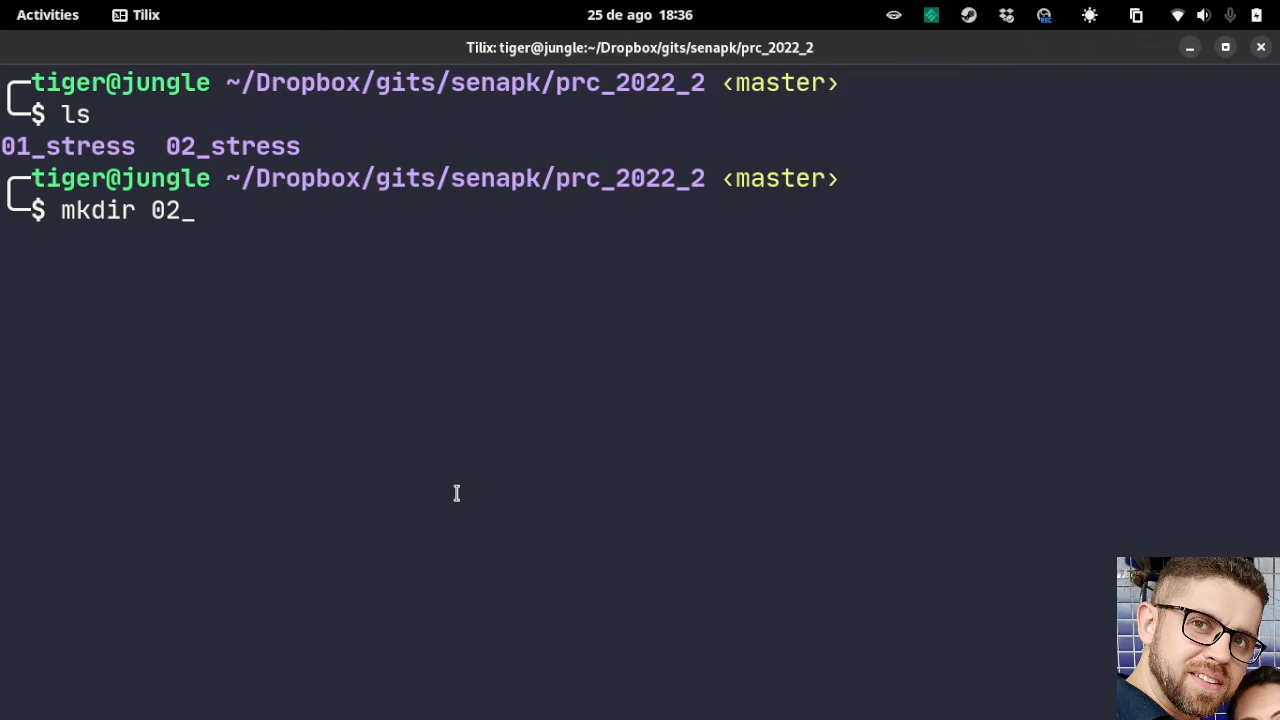 Activities Tilix 25 de ago 18:36
Tilix: tiger@jungle:~/Dropbox/gits/senapk/prc_2022_2
tiger@jungle ~/Dropbox/gits/senapk/prc_2022_2 ‹master›
$ ls
01_stress 02_stress
tiger@jungle ~/Dropbox/gits/senapk/prc_2022_2 ‹master›
$ mkdir 02_